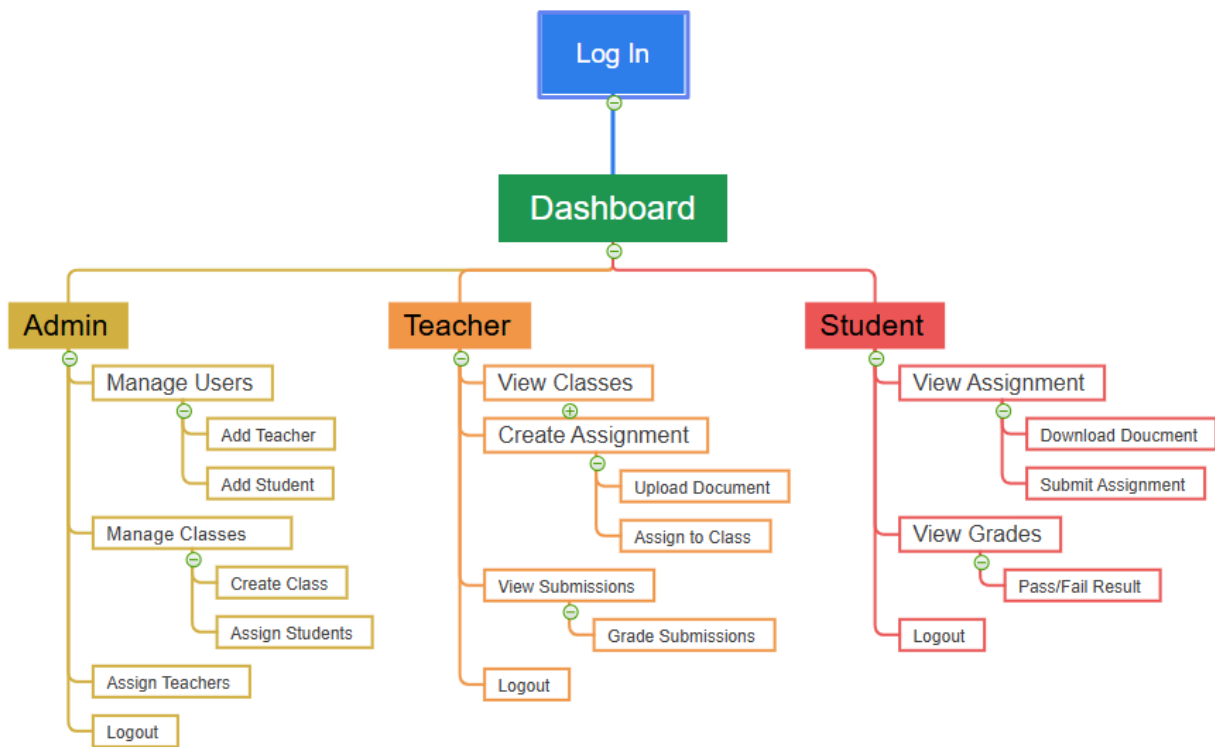 Log In
Dashboard
Admin
Manage Users
Add Teacher
Add Student
Manage Classes
Create Class
Assign Students
Assign Teachers
Logout
Teacher
View Classes
Create Assignment
Upload Document
Assign to Class
View Submissions
Grade Submissions
Logout
Student
View Assignment
Download Doucment
Submit Assignment
View Grades
Pass/Fail Result
Logout